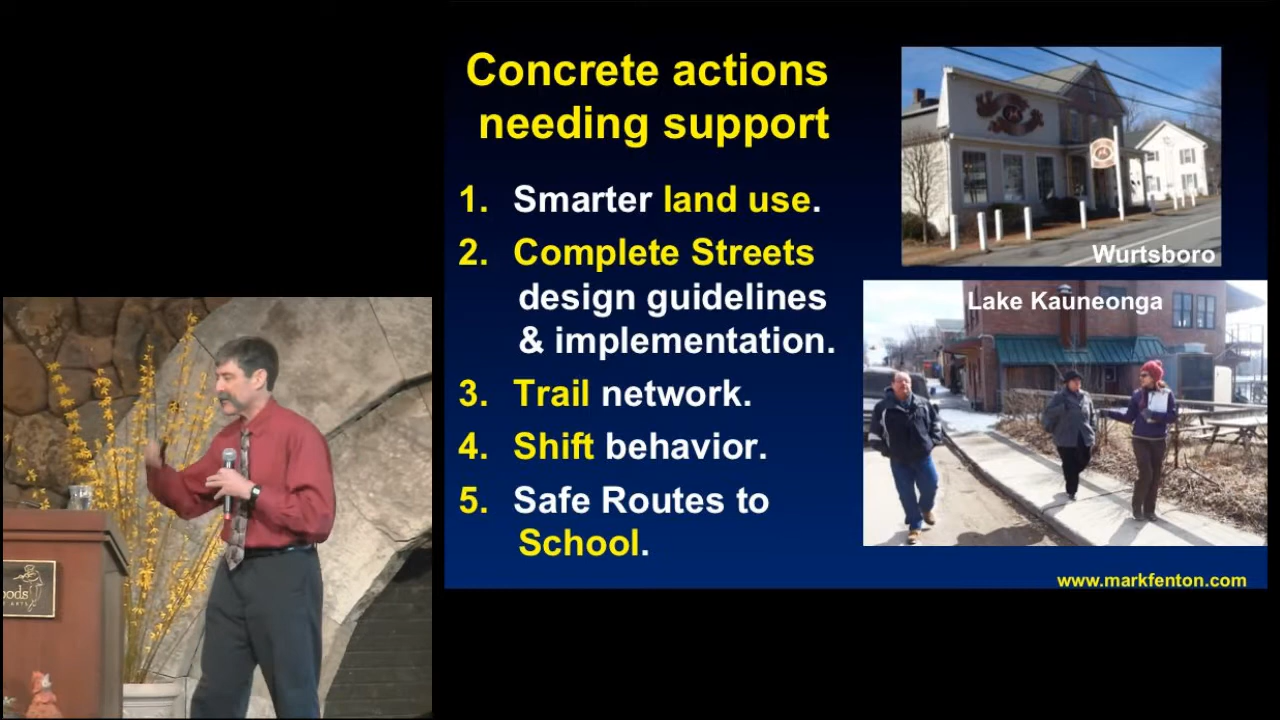 Concrete actions
needing support
1. Smarter land use.
2. Complete Streets
design guidelines
& implementation.
3. Trail network.
4. Shift behavior.
5. Safe Routes to
School.
Wurtsboro
Lake Kauneonga
www.markfenton.com
ARTS